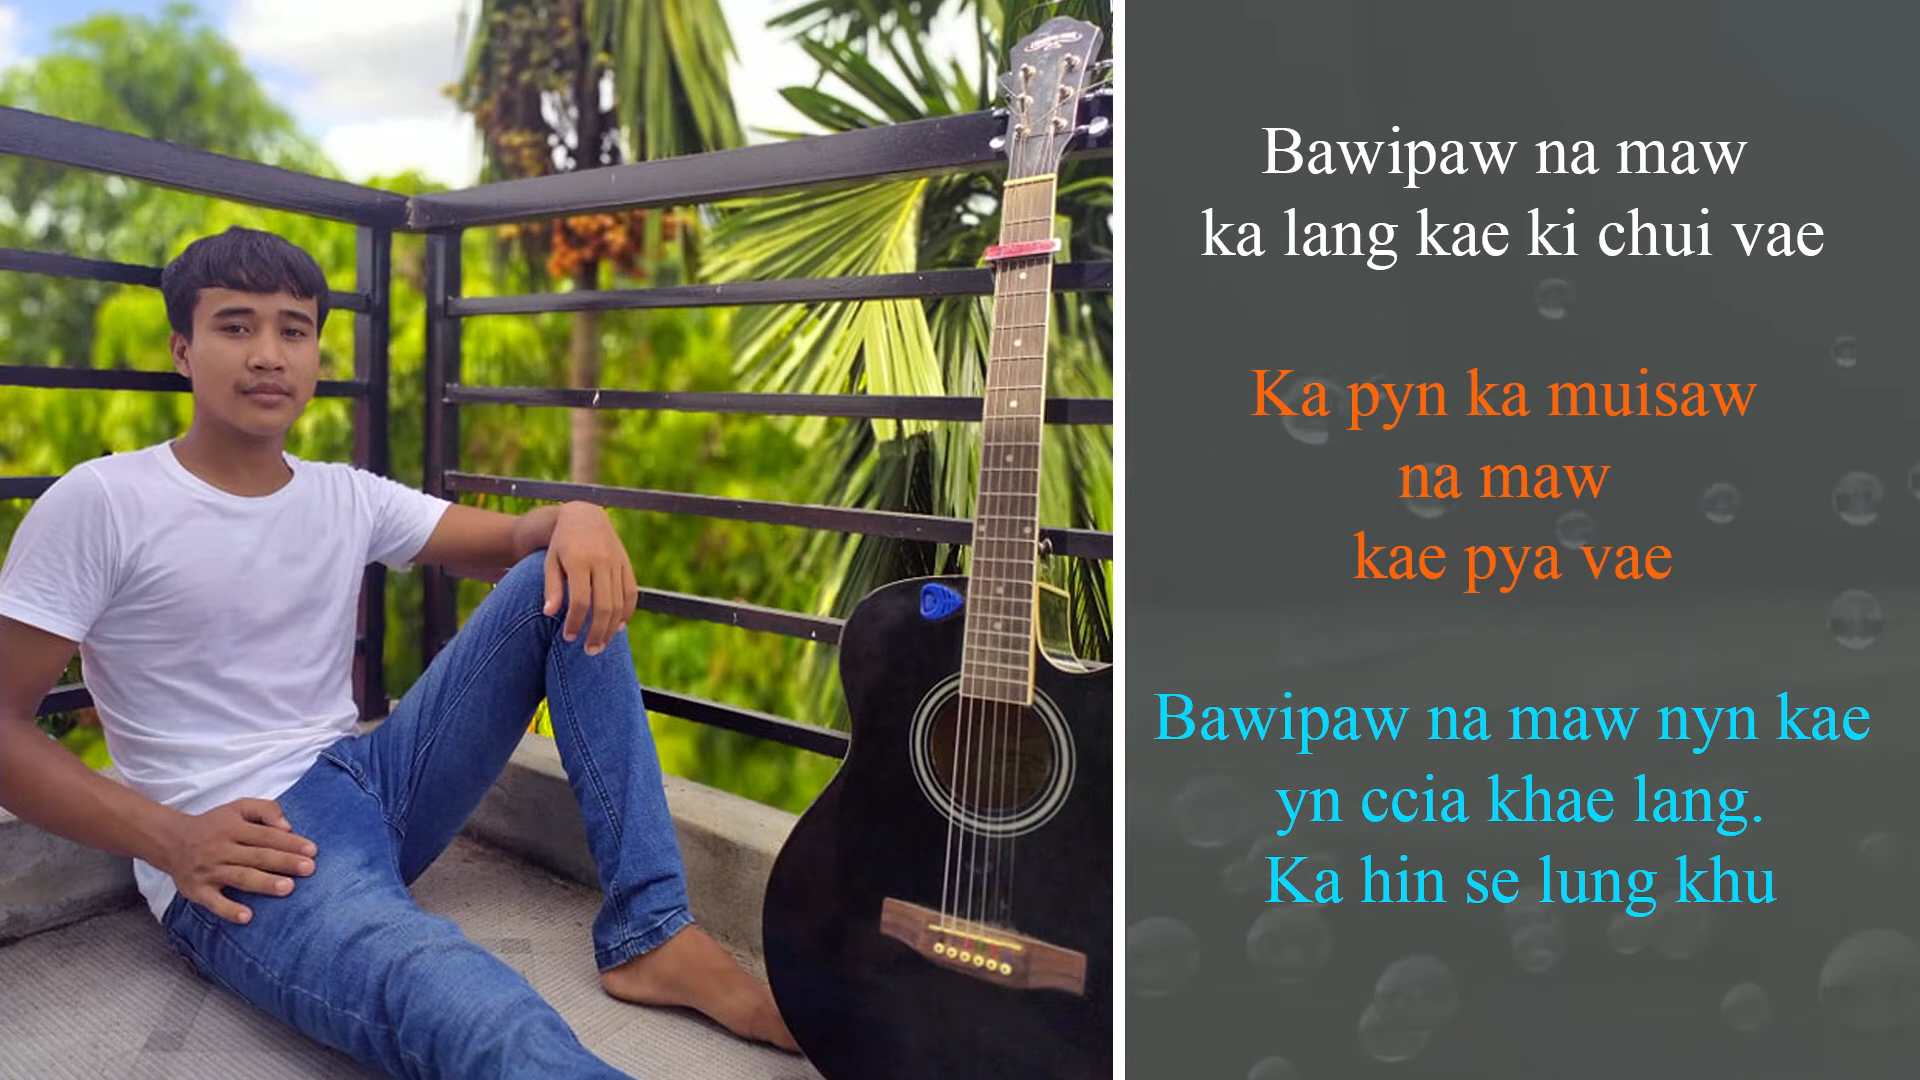 Bawipaw na maw
ka lang kae ki chui vae
Ka pyn ka muisaw
na maw
kae pya vae
Bawipaw na maw nyn kae
yn ccia khae lang.
Ka hin se lung khu